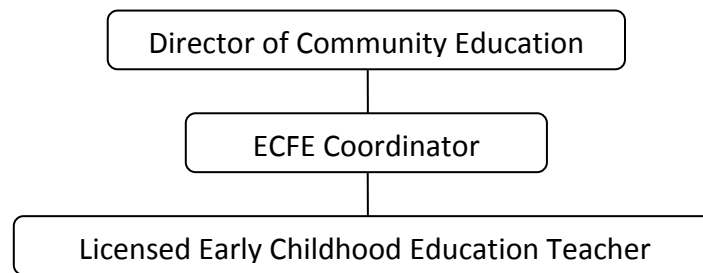 Director of Community Education
ECFE Coordinator
Licensed Early Childhood Education Teacher